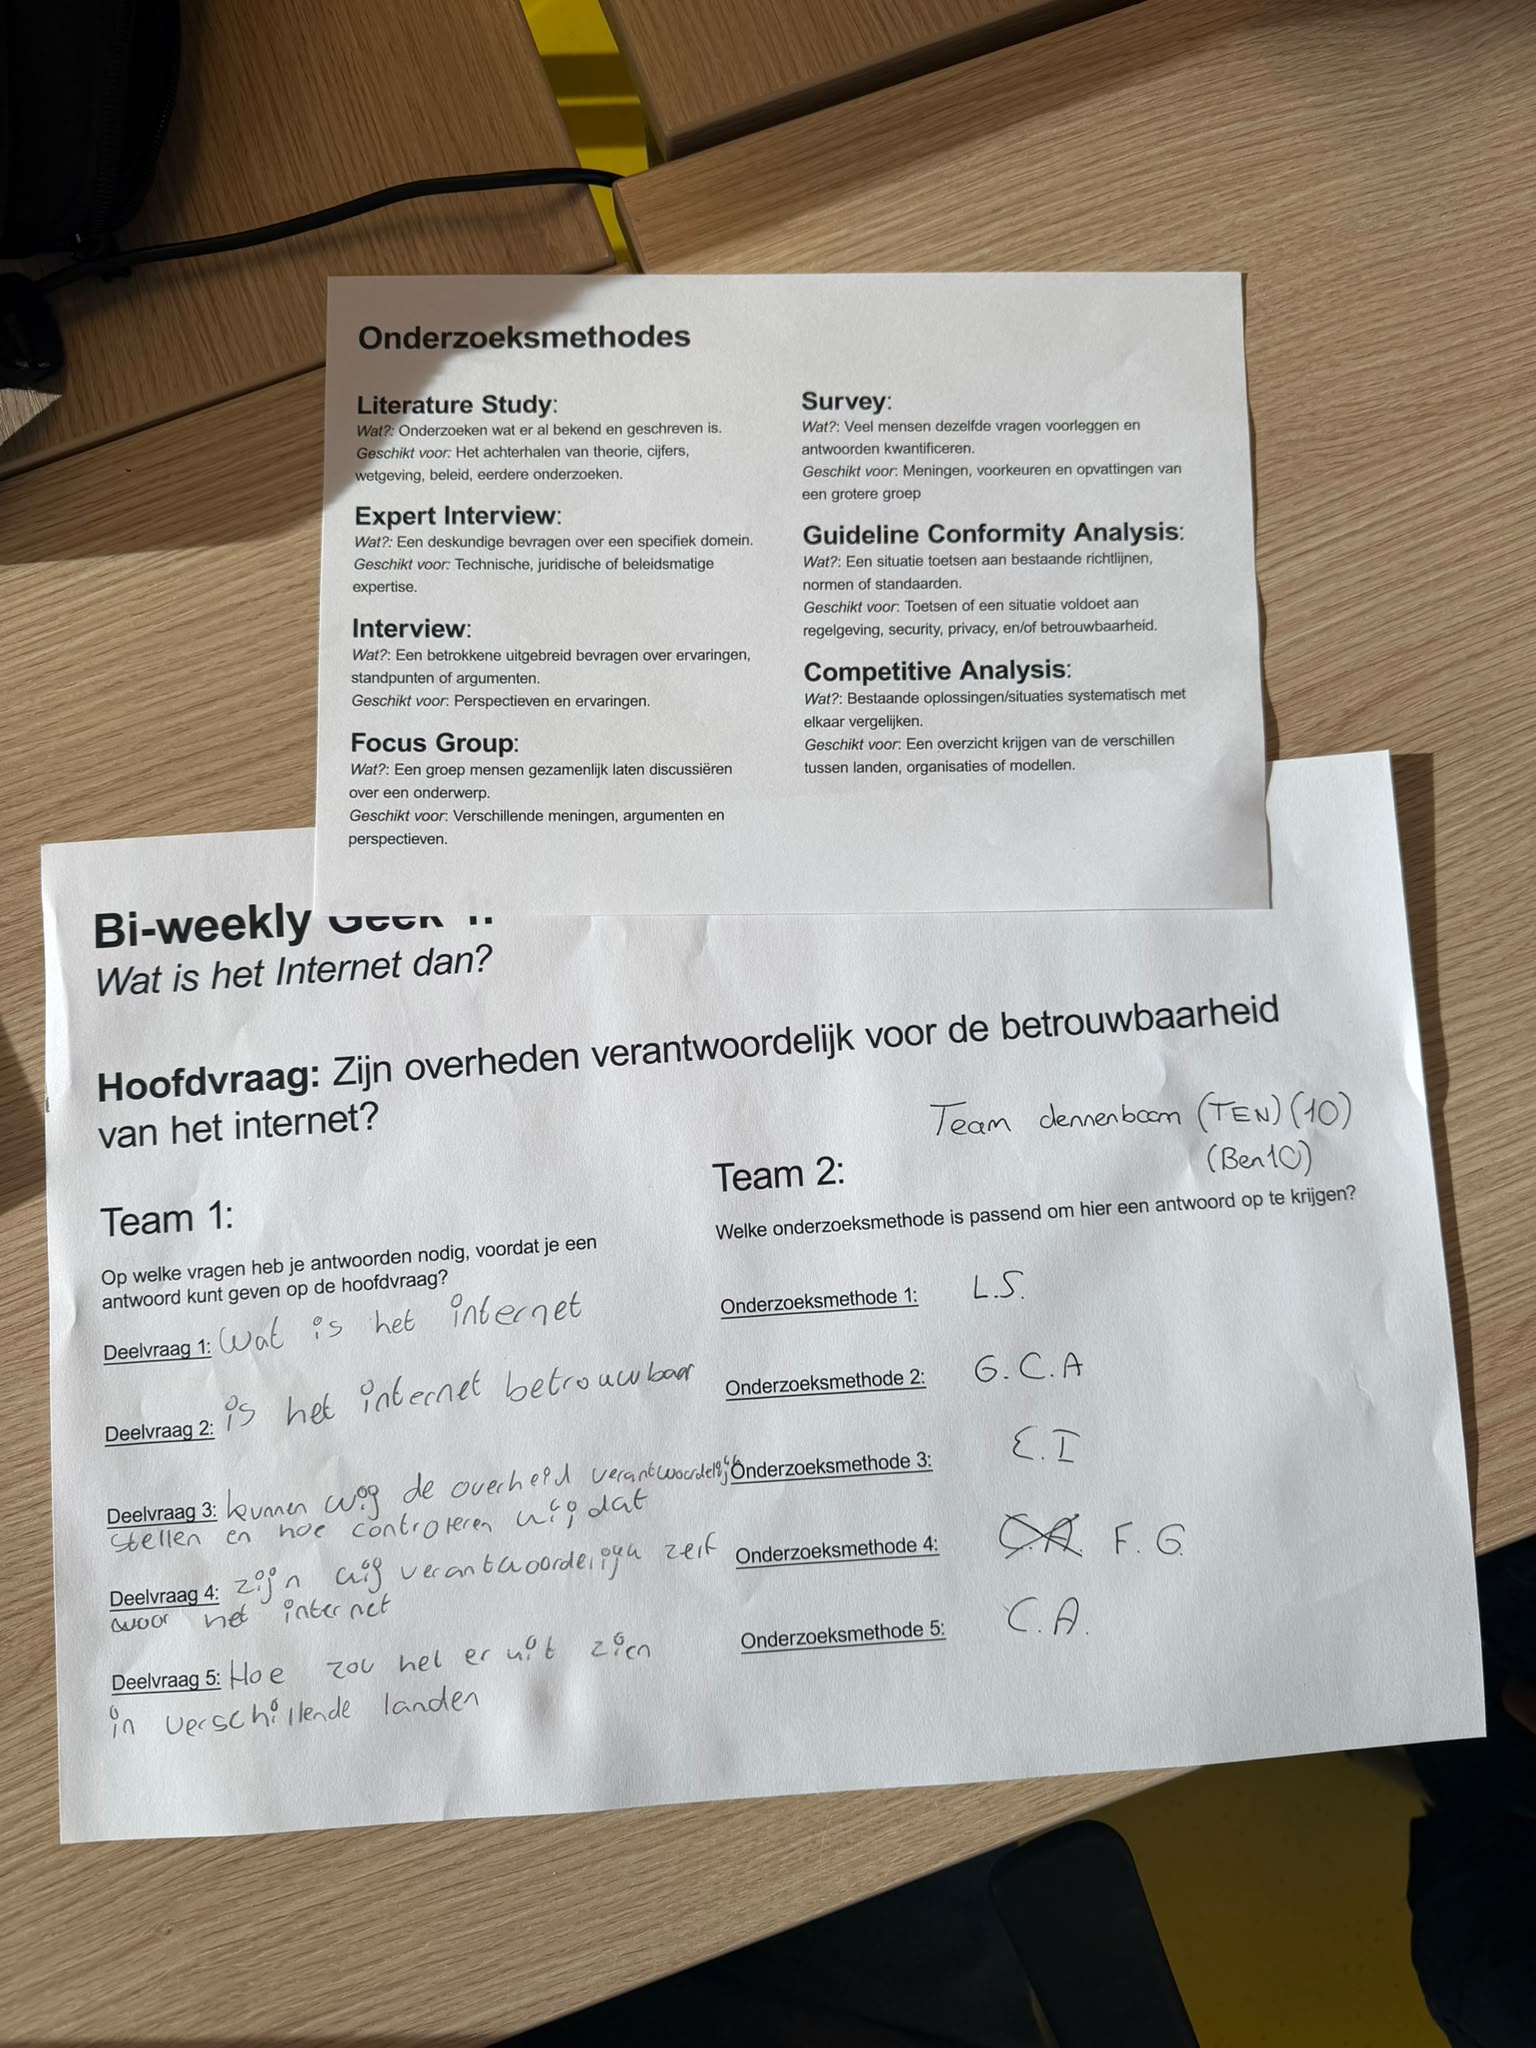 Onderzoeksmethodes
Literature Study:
Wat?: Onderzoeken wat er al bekend en geschreven is.
Geschikt voor: Het achterhalen van theorie, cijfers,
wetgeving, beleid, eerdere onderzoeken.
Expert Interview:
Wat?: Een deskundige bevragen over een specifiek domein.
Geschikt voor: Technische, juridische of beleidsmatige
expertise.
Interview:
Wat?: Een betrokkene uitgebreid bevragen over ervaringen,
standpunten of argumenten.
Geschikt voor: Perspectieven en ervaringen.
Focus Group:
Wat?: Een groep mensen gezamenlijk laten discussiëren
over een onderwerp.
Geschikt voor: Verschillende meningen, argumenten en
perspectieven.
Survey:
Wat?: Veel mensen dezelfde vragen voorleggen en
antwoorden kwantificeren.
Geschikt voor: Meningen, voorkeuren en opvattingen van
een grotere groep
Guideline Conformity Analysis:
Wat?: Een situatie toetsen aan bestaande richtlijnen,
normen of standaarden.
Geschikt voor: Toetsen of een situatie voldoet aan
regelgeving, security, privacy, en/of betrouwbaarheid.
Competitive Analysis:
Wat?: Bestaande oplossingen/situaties systematisch met
elkaar vergelijken.
Geschikt voor: Een overzicht krijgen van de verschillen
tussen landen, organisaties of modellen.
Bi-weekly Geek
Wat is het Internet dan?
Hoofdvraag: Zijn overheden verantwoordelijk voor de betrouwbaarheid
van het internet?
Team dennenboom (TEN) (10)
(Ben10)
Team 1:
Op welke vragen heb je antwoorden nodig, voordat je een
antwoord kunt geven op de hoofdvraag?
Deelvraag 1: Wat is het internet
Deelvraag 2: is het internet betrouwbaar
Deelvraag 3: kunnen wij de overheid verantwoordelijk
stellen en hoe controleren wij dat
Deelvraag 4: zijn wij verantwoordelijk zelf
voor het internet
Deelvraag 5: Hoe zou het er uit zien
in verschillende landen
Team 2:
Welke onderzoeksmethode is passend om hier een antwoord op te krijgen?
Onderzoeksmethode 1: L.S.
Onderzoeksmethode 2: G.C.A
Onderzoeksmethode 3: E.I
Onderzoeksmethode 4: C.A. F.G.
Onderzoeksmethode 5: C.A.